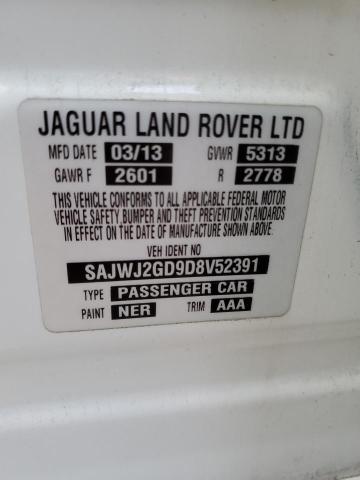 JAGUAR LAND ROVER LTD
MFD DATE 03/13 GVWR 5313
GAWR F 2601 R 2778
THIS VEHICLE CONFORMS TO ALL APPLICABLE FEDERAL MOTOR
VEHICLE SAFETY, BUMPER AND THEFT PREVENTION STANDARDS
IN EFFECT ON THE DATE OF MANUFACTURE SHOWN ABOVE.
VEH IDENT NO
SAJWJ2GD9D8V52391
TYPE PASSENGER CAR
PAINT NER TRIM AAA